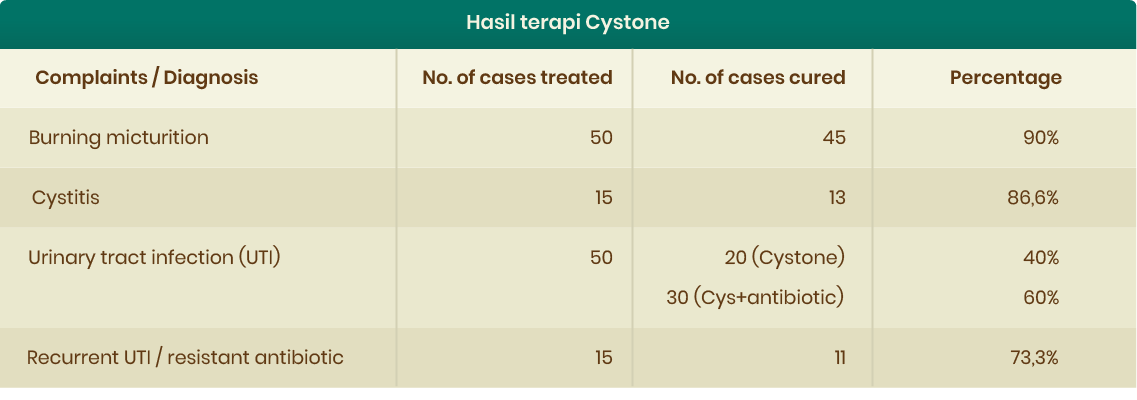 Hasil terapi Cystone
Complaints / Diagnosis No. of cases treated No. of cases cured Percentage
Burning micturition 50 45 90%
Cystitis 15 13 86,6%
Urinary tract infection (UTI) 50 20 (Cystone) 40%
30 (Cys+antibiotic) 60%
Recurrent UTI / resistant antibiotic 15 11 73,3%